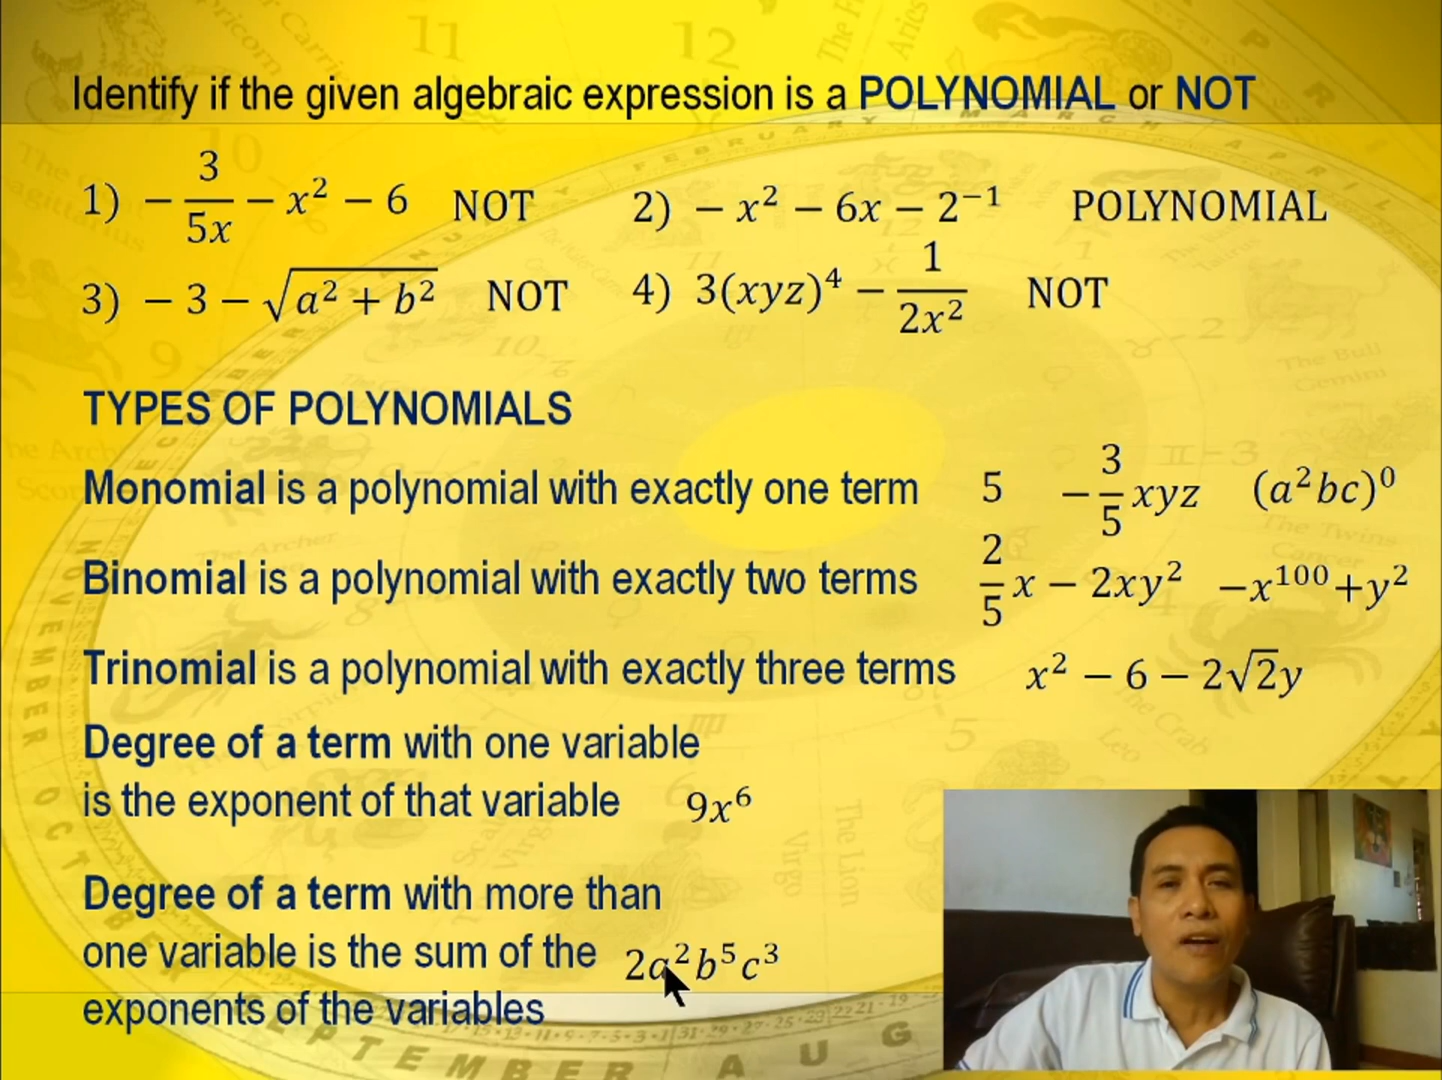 Identify if the given algebraic expression is a POLYNOMIAL or NOT
1) −3/(5x) − x² − 6 NOT
2) − x² − 6x − 2⁻¹ POLYNOMIAL
3) − 3 − √(a² + b²) NOT
4) 3(xyz)⁴ − 1/(2x²) NOT
TYPES OF POLYNOMIALS
Monomial is a polynomial with exactly one term 5 −3/5 xyz (a²bc)⁰
Binomial is a polynomial with exactly two terms 2/5 x − 2xy² −x¹⁰⁰+y²
Trinomial is a polynomial with exactly three terms x² − 6 − 2√2y
Degree of a term with one variable
is the exponent of that variable 9x⁶
Degree of a term with more than
one variable is the sum of the 2a²b⁵c³
exponents of the variables